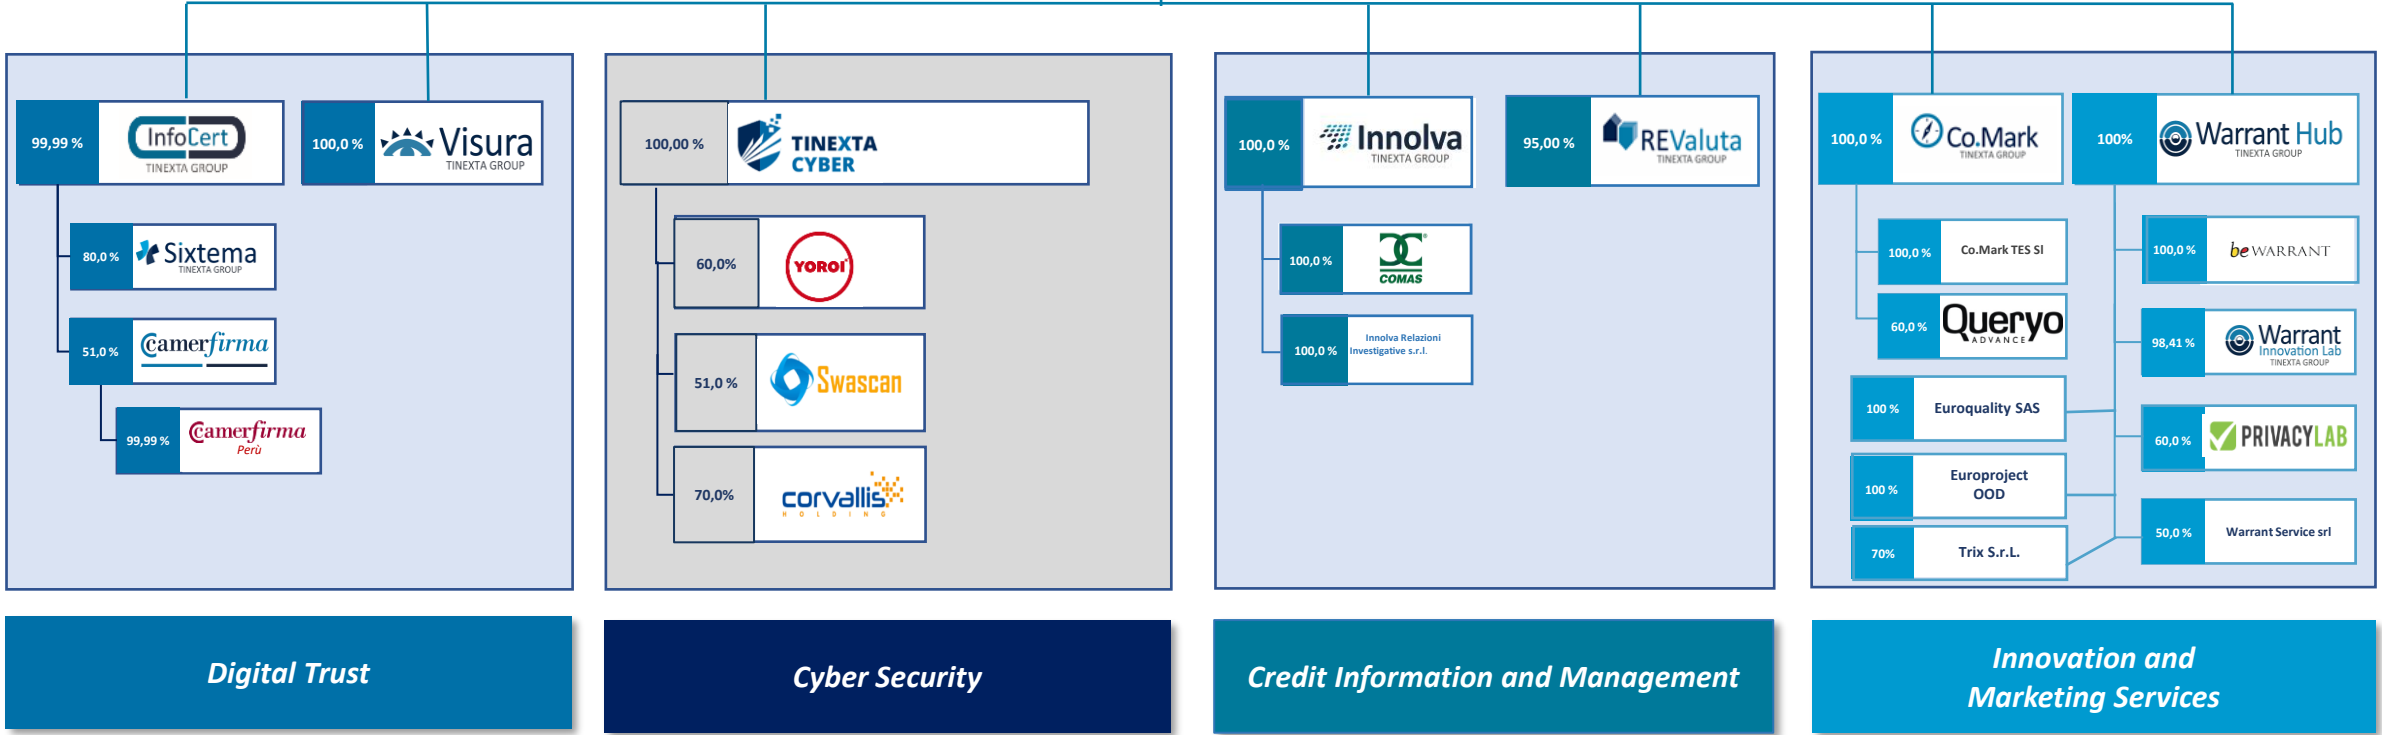 99,99 %
InfoCert
TINEXTA GROUP
100,0 %
Visura
TINEXTA GROUP
80,0 %
Sixtema
TINEXTA GROUP
51,0 %
camerfirma
99,99 %
camerfirma
Perù
Digital Trust
100,00 %
TINEXTA
CYBER
60,0%
YOROI®
51,0 %
Swascan
70,0%
corvallis
HOLDING
Cyber Security
100,0 %
Innolva
TINEXTA GROUP
95,00 %
REValuta
TINEXTA GROUP
100,0 %
®
COMAS
100,0 %
Innolva Relazioni
Investigative s.r.l.
Credit Information and Management
100,0 %
Co.Mark
TINEXTA GROUP
100%
Warrant Hub
TINEXTA GROUP
100,0 %
Co.Mark TES Sl
60,0 %
Queryo
ADVANCE
100 %
Euroquality SAS
100 %
Europroject
OOD
70%
Trix S.r.L.
100,0 %
beWARRANT
98,41 %
Warrant
Innovation Lab
TINEXTA GROUP
60,0 %
PRIVACYLAB
50,0 %
Warrant Service srl
Innovation and
Marketing Services